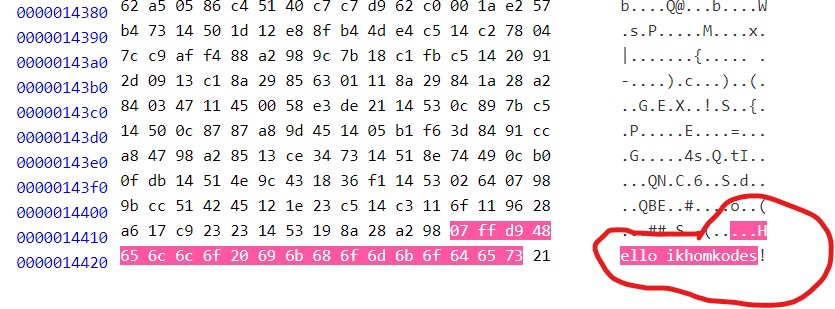 0000014380 62 a5 05 86 c4 51 40 c7 c7 d9 62 c0 00 1a e2 57 b....Q@...b....W
0000014390 b4 73 14 50 1d 12 e8 8f b4 4d e4 c5 14 c2 78 04 .s.P.....M....x.
00000143a0 7c c9 af f4 88 a2 98 9c 7b 18 c1 fb c5 14 20 91 |.......{..... .
00000143b0 2d 09 13 c1 8a 29 85 63 01 11 8a 29 84 1a 28 a2 -....).c...)..(.
00000143c0 84 03 47 11 45 00 58 e3 de 21 14 53 0c 89 7b c5 ..G.E.X..!.S..{.
00000143d0 14 50 0c 87 87 a8 9d 45 14 05 b1 f6 3d 84 91 cc .P.....E....=...
00000143e0 a8 47 98 a2 85 13 ce 34 73 14 51 8e 74 49 0c b0 .G.....4s.Q.tI..
00000143f0 0f db 14 51 4e 9c 43 18 36 f1 14 53 02 64 07 98 ...QN.C.6..S.d..
0000014400 9b cc 51 42 45 12 1e 23 c5 14 c3 11 6f 11 96 28 ..QBE..#....o..(
0000014410 a6 17 c9 23 23 14 53 19 8a 28 a2 98 07 ff d9 48 ...##.S..(.....H
0000014420 65 6c 6c 6f 20 69 6b 68 6f 6d 6b 6f 64 65 73 21 ello ikhomkodes!